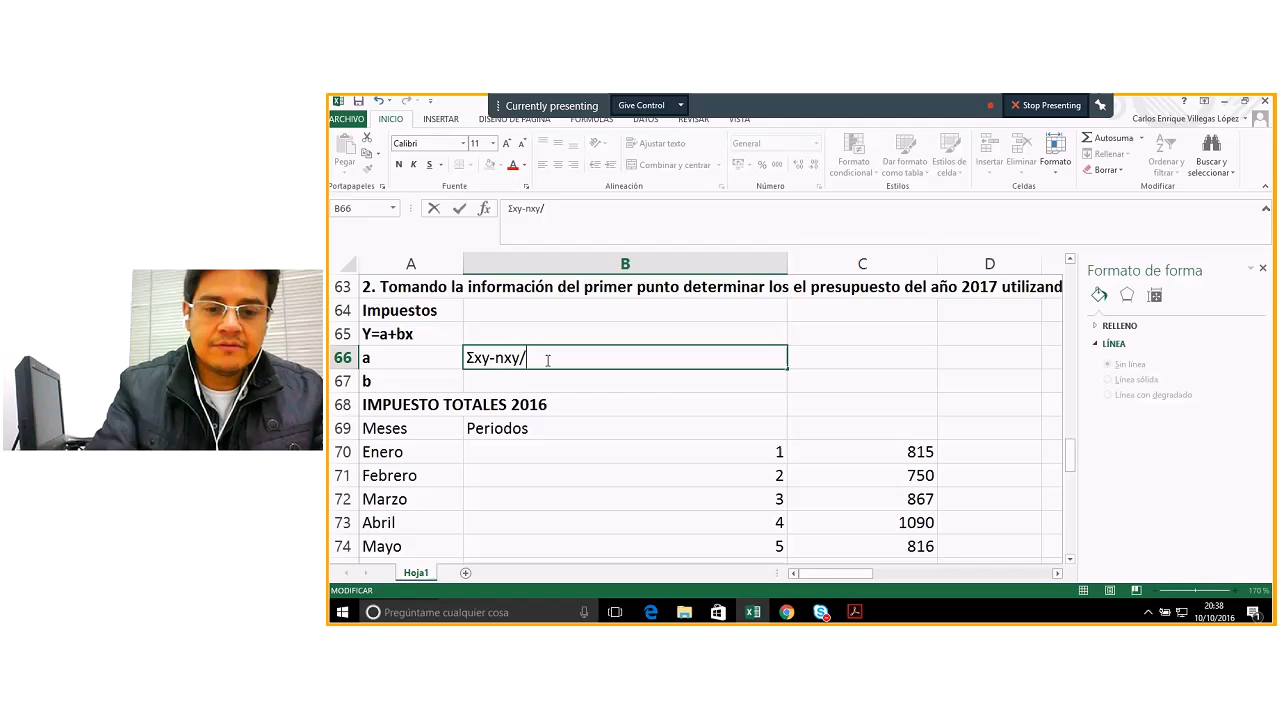 Currently presenting
Give Control
Stop Presenting
ARCHIVO
INICIO
INSERTAR
DISEÑO DE PÁGINA
FÓRMULAS
DATOS
REVISAR
VISTA
Carlos Enrique Villegas López
Pegar
Calibri
11
N K S
Ajustar texto
Combinar y centrar
General
% 000
Formato condicional
Dar formato como tabla
Estilos de celda
Insertar
Eliminar
Formato
Autosuma
Rellenar
Borrar
Ordenar y filtrar
Buscar y seleccionar
Portapapeles
Fuente
Alineación
Número
Estilos
Celdas
Modificar
B66
fx
Σxy-nxy/
A B C D
63 2. Tomando la información del primer punto determinar los el presupuesto del año 2017 utilizand
64 Impuestos
65 Y=a+bx
66 a Σxy-nxy/
67 b
68 IMPUESTO TOTALES 2016
69 Meses Periodos
70 Enero 1 815
71 Febrero 2 750
72 Marzo 3 867
73 Abril 4 1090
74 Mayo 5 816
Formato de forma
RELLENO
LÍNEA
Sin línea
Línea sólida
Línea con degradado
Hoja1
MODIFICAR
170 %
Pregúntame cualquier cosa
20:38
10/10/2016